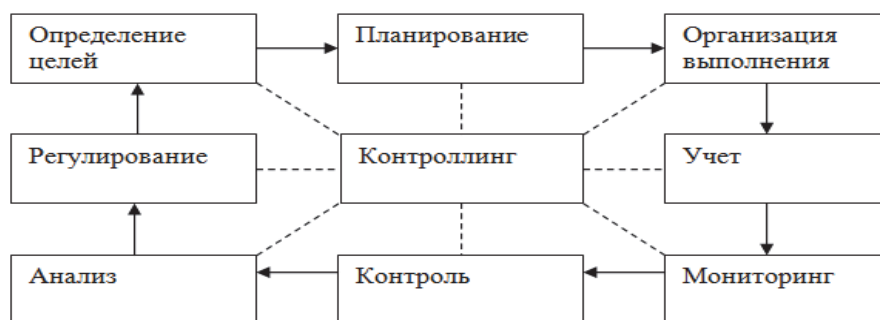 Определение
целей
Планирование
Организация
выполнения
Регулирование
Контроллинг
Учет
Анализ
Контроль
Мониторинг